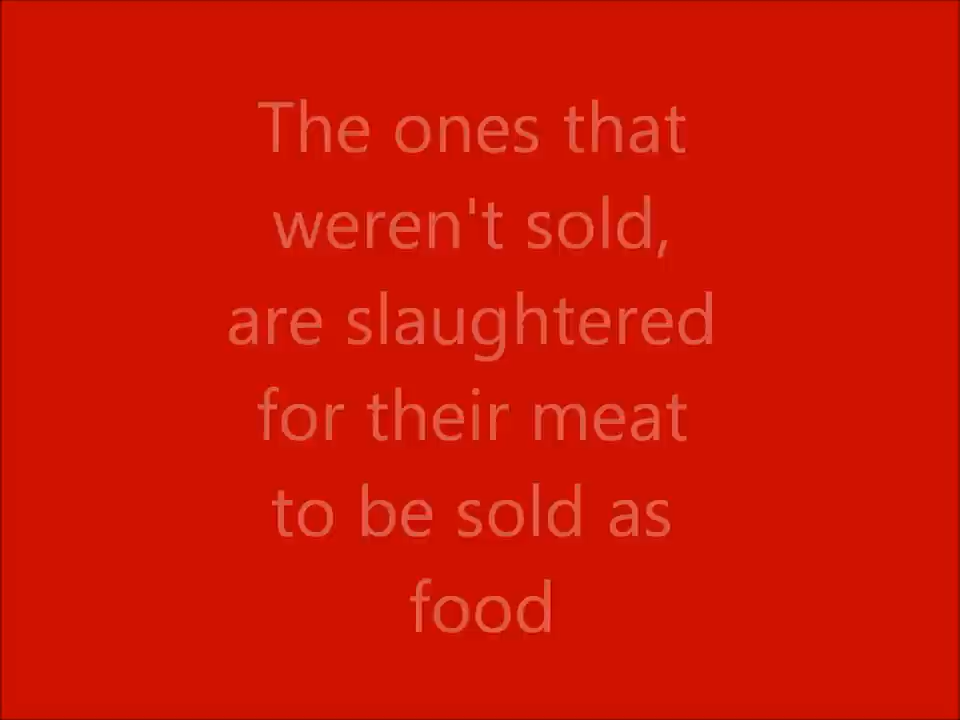 The ones that
weren't sold,
are slaughtered
for their meat
to be sold as
food